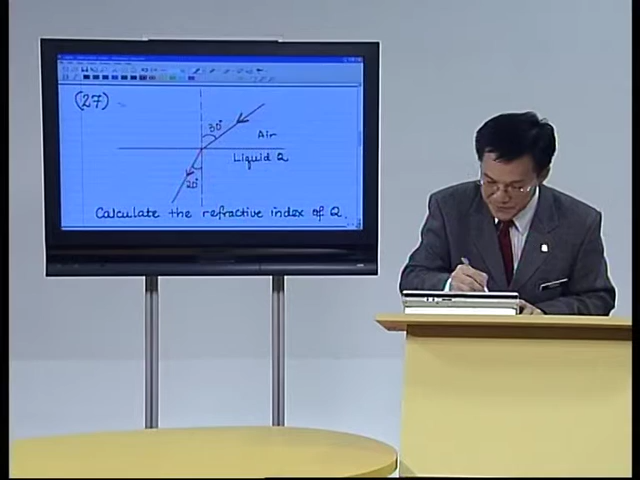 (27)
30°
Air
Liquid Q
20°
Calculate the refractive index of Q.